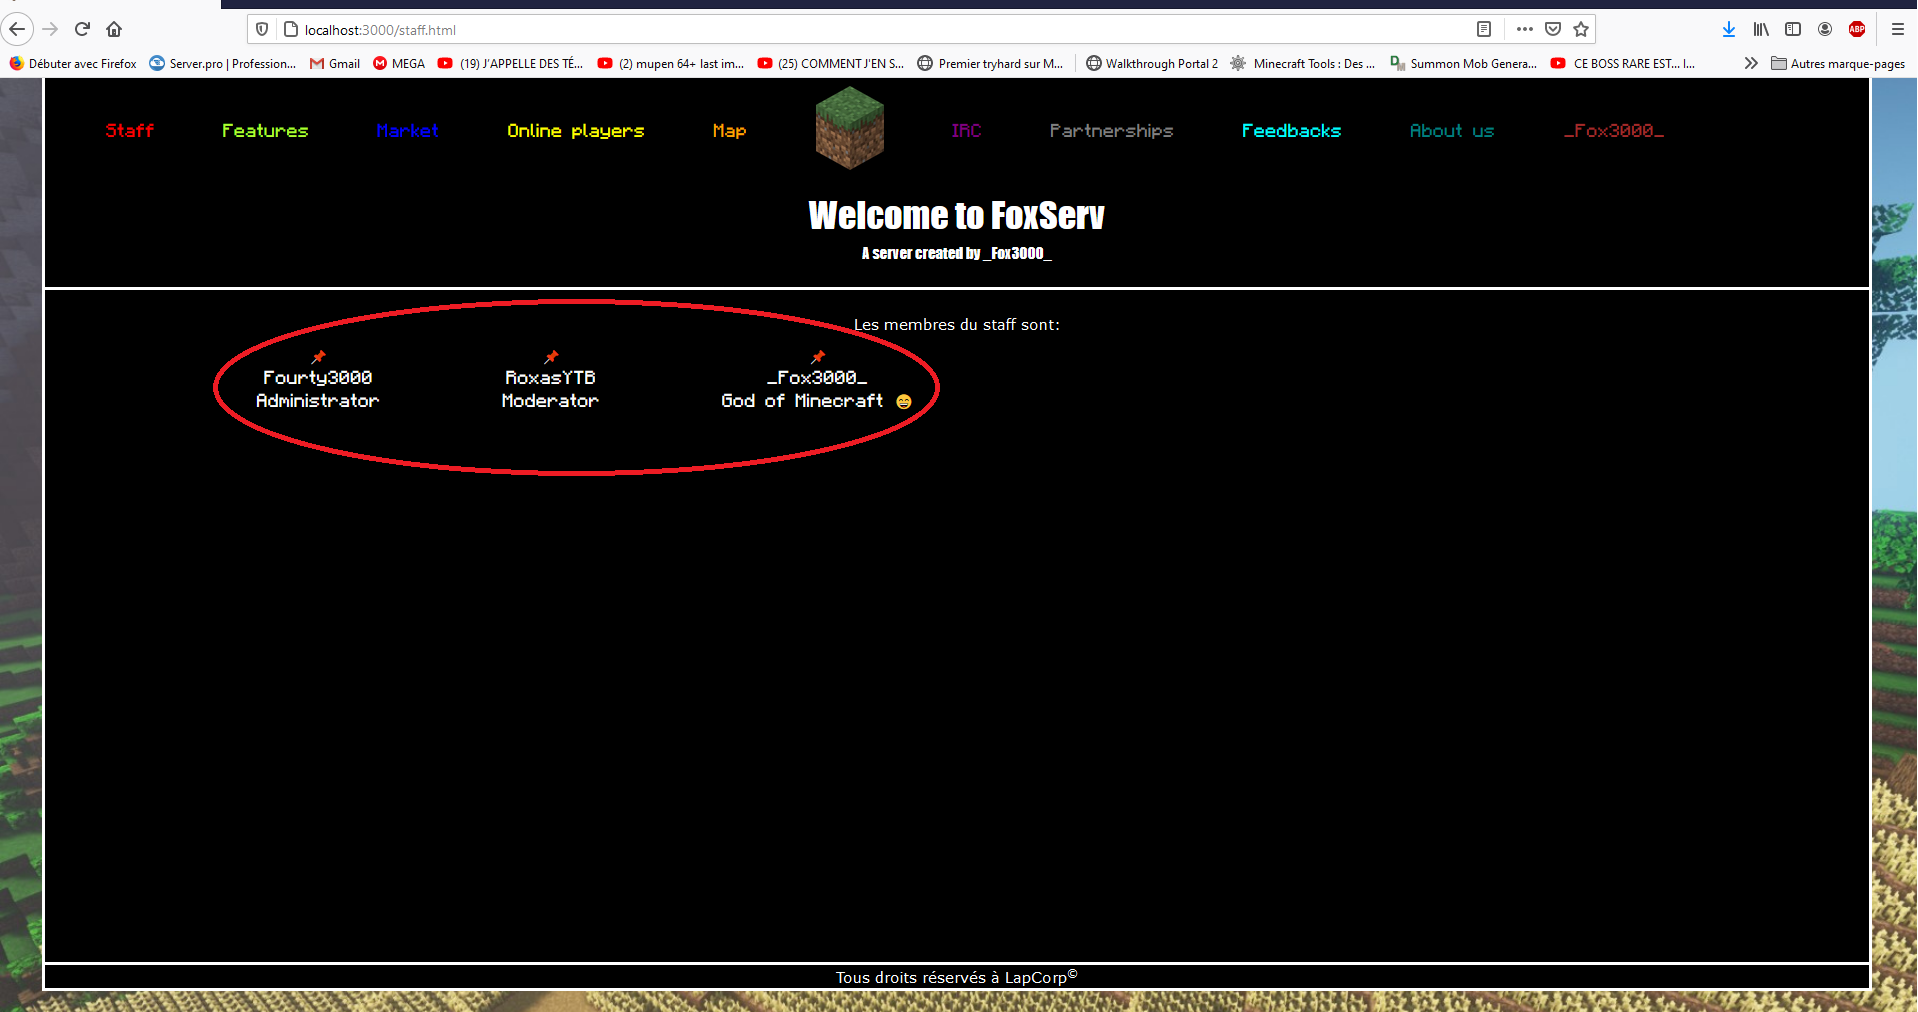 localhost:3000/staff.html
Débuter avec Firefox
Server.pro | Profession...
Gmail
MEGA
(19) J'APPELLE DES TÉ...
(2) mupen 64+ last im...
(25) COMMENT J'EN S...
Premier tryhard sur M...
Walkthrough Portal 2
Minecraft Tools : Des ...
Summon Mob Genera...
CE BOSS RARE EST... I...
Autres marque-pages
ABP
Staff
Features
Market
Online players
Map
IRC
Partnerships
Feedbacks
About us
_Fox3000_
Welcome to FoxServ
A server created by _Fox3000_
Les membres du staff sont:
Fourty3000
Administrator
RoxasYTB
Moderator
_Fox3000_
God of Minecraft 😄
Tous droits réservés à LapCorp©